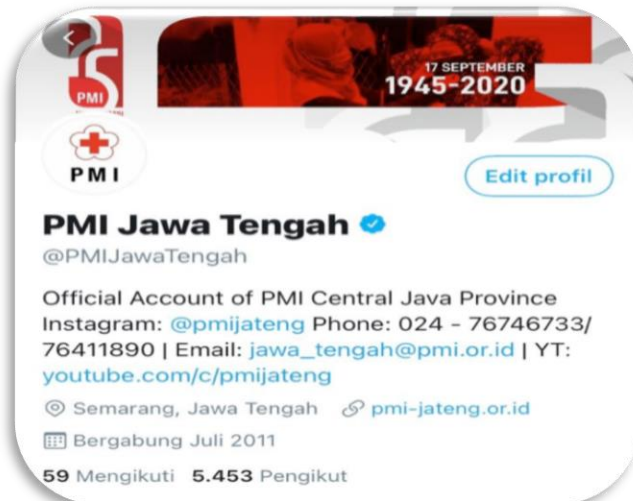 PMI
17 SEPTEMBER
1945-2020
PMI
Edit profil
PMI Jawa Tengah
@PMIJawaTengah
Official Account of PMI Central Java Province
Instagram: @pmijateng Phone: 024 - 76746733/
76411890 | Email: jawa_tengah@pmi.or.id | YT:
youtube.com/c/pmijateng
Semarang, Jawa Tengah pmi-jateng.or.id
Bergabung Juli 2011
59 Mengikuti 5.453 Pengikut